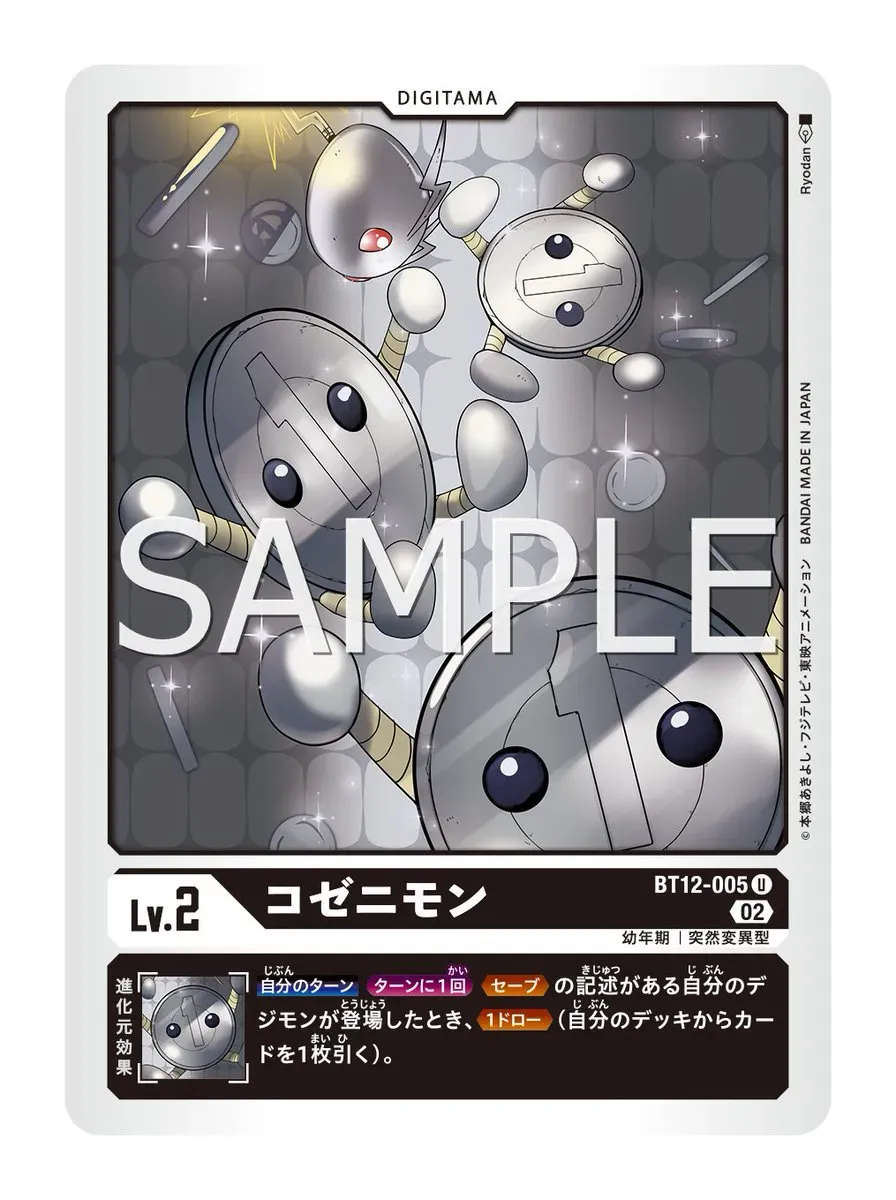 DIGITAMA
Ryodan
BANDAI MADE IN JAPAN
© 本郷あきよし・フジテレビ・東映アニメーション
SAMPLE
Lv.2
コゼニモン
BT12-005 U
02
幼年期 | 突然変異型
進化元効果
自分のターン ターンに1回 セーブ の記述がある自分のデ
ジモンが登場したとき、1ドロー (自分のデッキからカー
ドを1枚引く)。